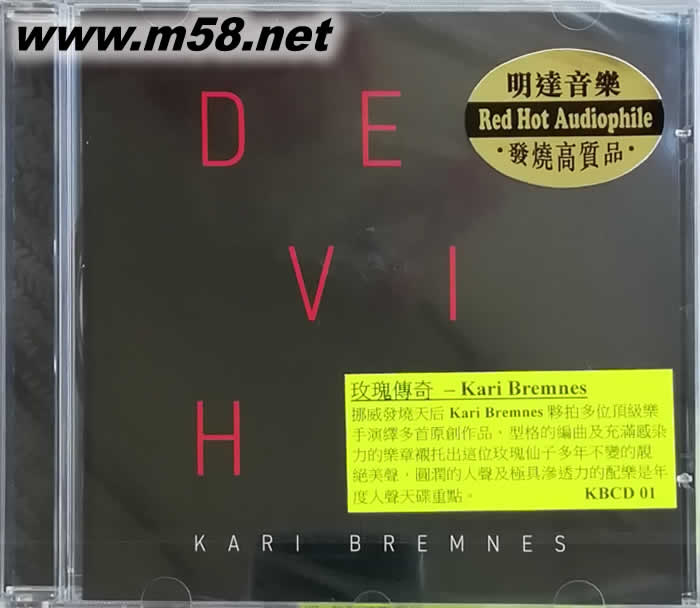 www.m58.net
明達音樂
Red Hot Audiophile
·發燒高質品·
D E
V I
H
玫瑰傳奇 – Kari Bremnes
挪威發燒天后 Kari Bremnes 夥拍多位頂級樂
手演繹多首原創作品、型格的編曲及充滿感染
力的樂章襯托出這位玫瑰仙子多年不變的靚
絕美聲，圓潤的人聲及極具滲透力的配樂是年
度人聲天碟重點。 KBCD 01
KARI BREMNES